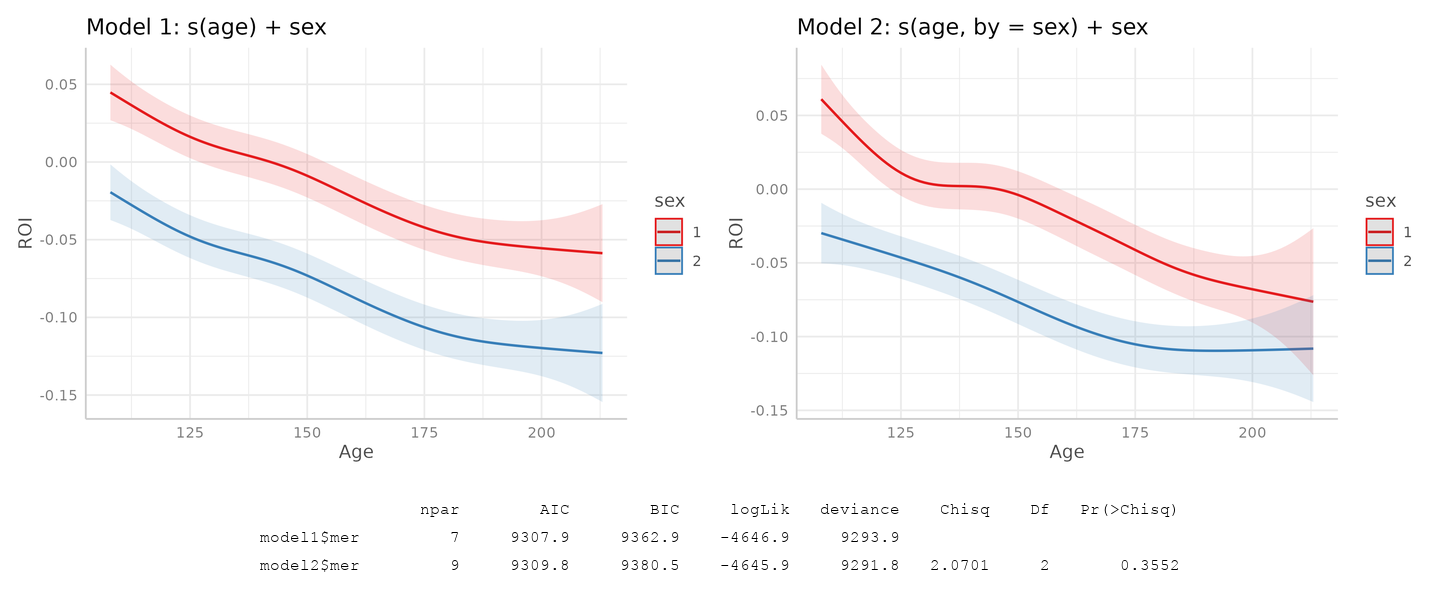 Model 1: s(age) + sex
0.05
0.00
-0.05
-0.10
-0.15
ROI
125 150 175 200
Age
sex
1
2
Model 2: s(age, by = sex) + sex
0.05
0.00
-0.05
-0.10
-0.15
ROI
125 150 175 200
Age
sex
1
2
npar AIC BIC logLik deviance Chisq Df Pr(>Chisq)
model1$mer 7 9307.9 9362.9 -4646.9 9293.9
model2$mer 9 9309.8 9380.5 -4645.9 9291.8 2.0701 2 0.3552